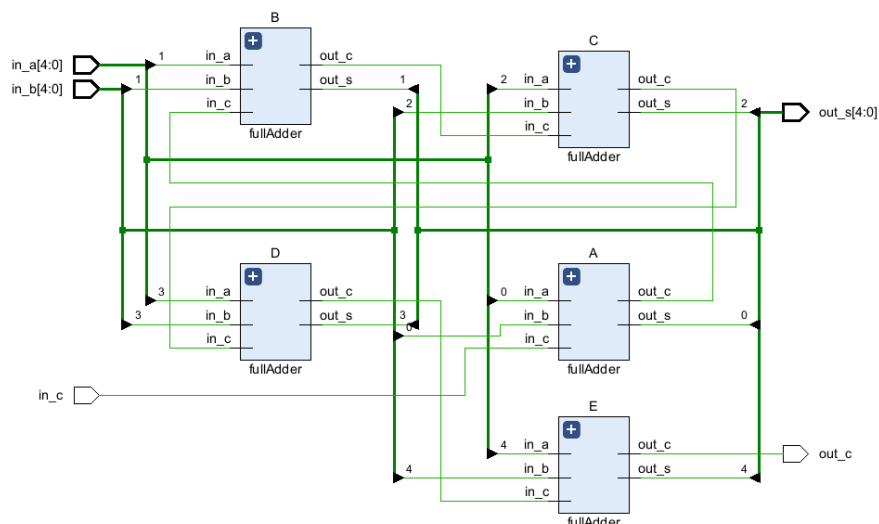 B
in_a[4:0]
in_b[4:0]
1
1
in_a
in_b
in_c
out_c
out_s
fullAdder
1
2
2
C
in_a
in_b
in_c
out_c
out_s
fullAdder
2
out_s[4:0]
D
3
3
in_a
in_b
in_c
out_c
out_s
fullAdder
3
0
0
A
in_a
in_b
in_c
out_c
out_s
fullAdder
0
in_c
E
4
4
in_a
in_b
in_c
out_c
out_s
fullAdder
4
out_c